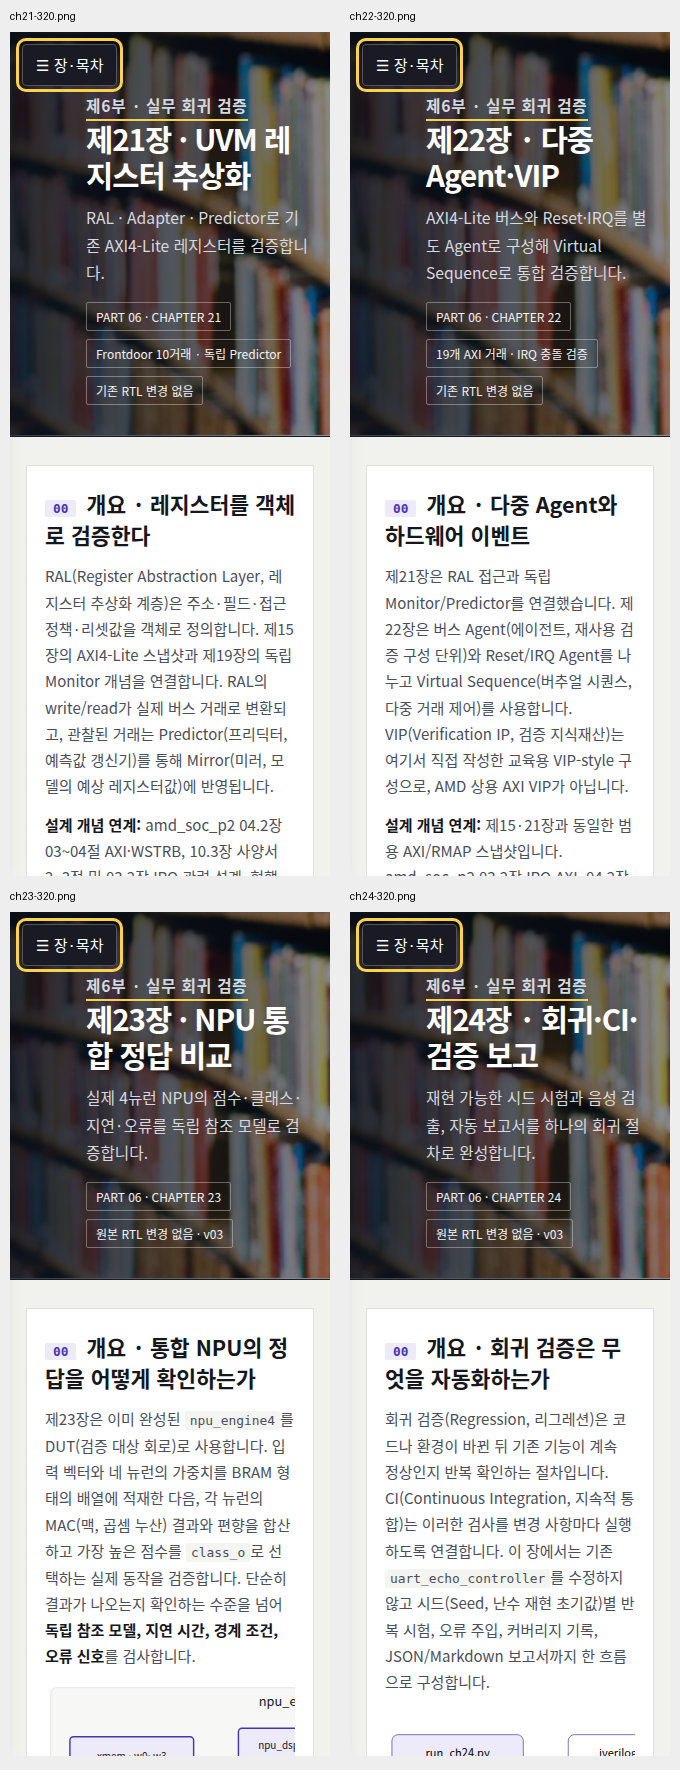 ch21-320.png
☰ 장·목차
제6부 · 실무 회귀 검증
제21장 · UVM 레
지스터 추상화
RAL · Adapter · Predictor로 기
존 AXI4-Lite 레지스터를 검증합니
다.
PART 06 · CHAPTER 21
Frontdoor 10거래 · 독립 Predictor
기존 RTL 변경 없음
00 개요 · 레지스터를 객체
로 검증한다
RAL(Register Abstraction Layer, 레
지스터 추상화 계층)은 주소·필드·접근
정책·리셋값을 객체로 정의합니다. 제15
장의 AXI4-Lite 스냅샷과 제19장의 독립
Monitor 개념을 연결합니다. RAL의
write/read가 실제 버스 거래로 변환되
고, 관찰된 거래는 Predictor(프리딕터,
예측값 갱신기)를 통해 Mirror(미러, 모
델의 예상 레지스터값)에 반영됩니다.
설계 개념 연계: amd_soc_p2 04.2장
03~04절 AXI·WSTRB, 10.3장 사양서
ch22-320.png
☰ 장·목차
제6부 · 실무 회귀 검증
제22장 · 다중
Agent·VIP
AXI4-Lite 버스와 Reset·IRQ를 별
도 Agent로 구성해 Virtual
Sequence로 통합 검증합니다.
PART 06 · CHAPTER 22
19개 AXI 거래 · IRQ 충돌 검증
기존 RTL 변경 없음
00 개요 · 다중 Agent와
하드웨어 이벤트
제21장은 RAL 접근과 독립
Monitor/Predictor를 연결했습니다. 제
22장은 버스 Agent(에이전트, 재사용 검
증 구성 단위)와 Reset/IRQ Agent를 나
누고 Virtual Sequence(버추얼 시퀀스,
다중 거래 제어)를 사용합니다.
VIP(Verification IP, 검증 지식재산)는
여기서 직접 작성한 교육용 VIP-style 구
성으로, AMD 상용 AXI VIP가 아닙니다.
설계 개념 연계: 제15·21장과 동일한 범
용 AXI/RMAP 스냅샷입니다.
ch23-320.png
☰ 장·목차
제6부 · 실무 회귀 검증
제23장 · NPU 통
합 정답 비교
실제 4뉴런 NPU의 점수·클래스·
지연·오류를 독립 참조 모델로 검
증합니다.
PART 06 · CHAPTER 23
원본 RTL 변경 없음 · v03
00 개요 · 통합 NPU의 정
답을 어떻게 확인하는가
제23장은 이미 완성된 npu_engine4 를
DUT(검증 대상 회로)로 사용합니다. 입
력 벡터와 네 뉴런의 가중치를 BRAM 형
태의 배열에 적재한 다음, 각 뉴런의
MAC(맥, 곱셈 누산) 결과와 편향을 합산
하고 가장 높은 점수를 class_o 로 선
택하는 실제 동작을 검증합니다. 단순히
결과가 나오는지 확인하는 수준을 넘어
독립 참조 모델, 지연 시간, 경계 조건,
오류 신호를 검사합니다.
npu_e
npu_dsp
ch24-320.png
☰ 장·목차
제6부 · 실무 회귀 검증
제24장 · 회귀·CI·
검증 보고
재현 가능한 시드 시험과 음성 검
출, 자동 보고서를 하나의 회귀 절
차로 완성합니다.
PART 06 · CHAPTER 24
원본 RTL 변경 없음 · v03
00 개요 · 회귀 검증은 무
엇을 자동화하는가
회귀 검증(Regression, 리그레션)은 코
드나 환경이 바뀐 뒤 기존 기능이 계속
정상인지 반복 확인하는 절차입니다.
CI(Continuous Integration, 지속적 통
합)는 이러한 검사를 변경 사항마다 실행
하도록 연결합니다. 이 장에서는 기존
uart_echo_controller 를 수정하지
않고 시드(Seed, 난수 재현 초기값)별 반
복 시험, 오류 주입, 커버리지 기록,
JSON/Markdown 보고서까지 한 흐름
으로 구성합니다.
run_ch24.py
iverilog